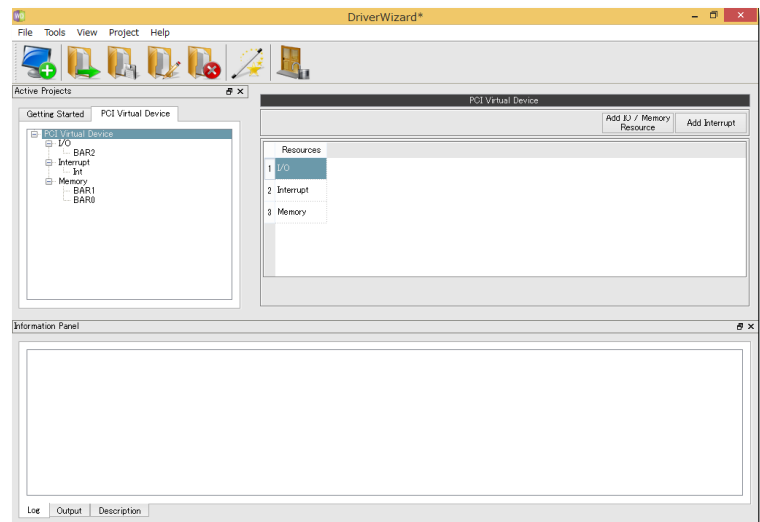 WD
DriverWizard*
File Tools View Project Help
Active Projects
Getting Started PCI Virtual Device
PCI Virtual Device
I/O
BAR2
Interrupt
Int
Memory
BAR1
BAR0
PCI Virtual Device
Add IO / Memory
Resource
Add Interrupt
Resources
1 I/O
2 Interrupt
3 Memory
Information Panel
Log Output Description